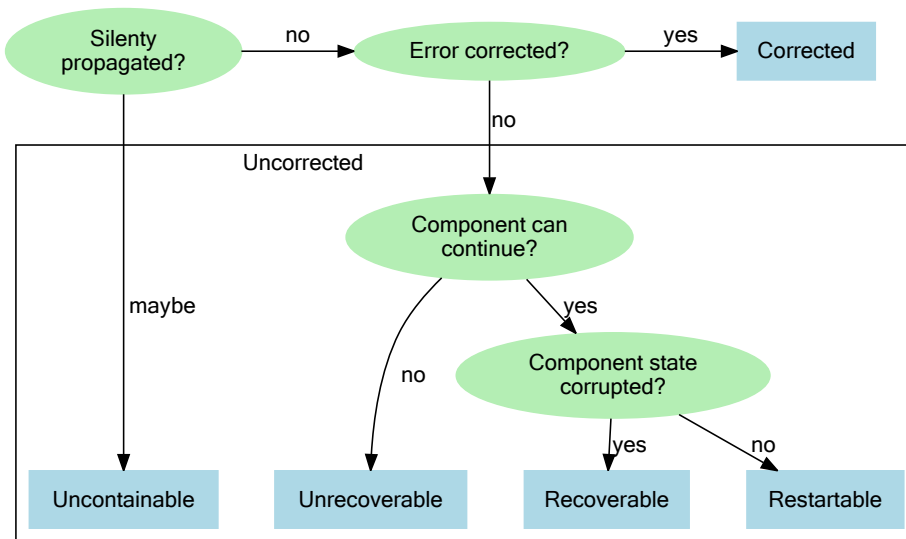 Silenty
propagated?
no
Error corrected?
yes
Corrected
no
Uncorrected
Component can
continue?
maybe
yes
no
Component state
corrupted?
yes
no
Uncontainable
Unrecoverable
Recoverable
Restartable